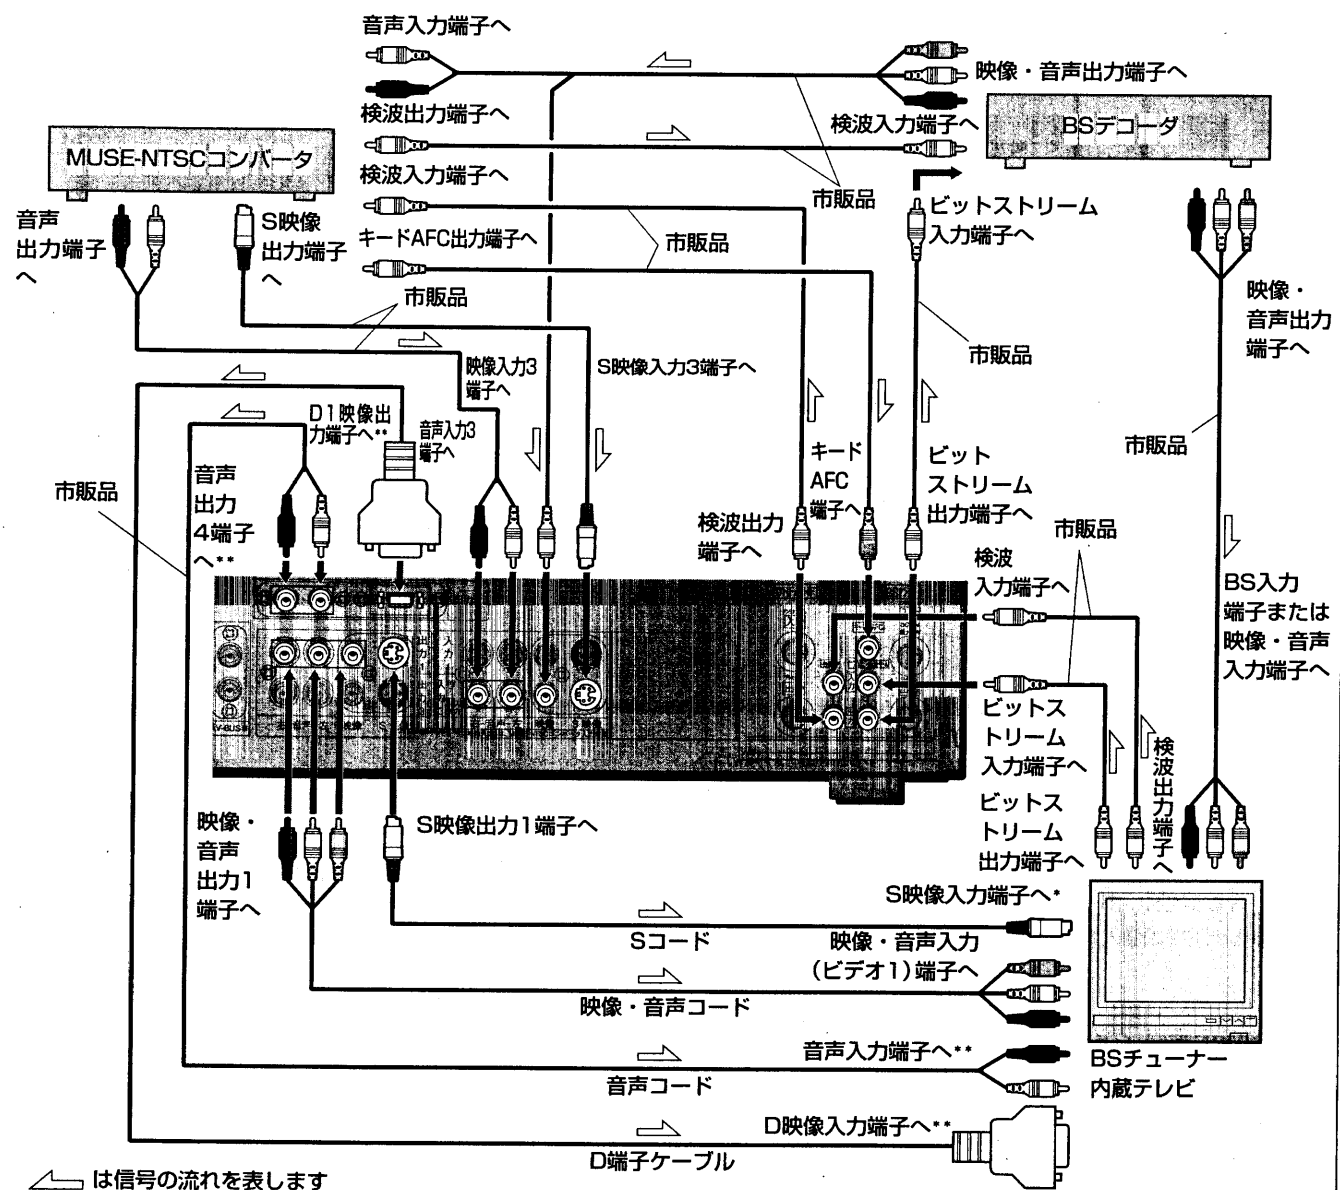 音声入力端子へ
映像・音声出力端子へ
検波出力端子へ
検波入力端子へ
BSデコーダ
MUSE-NTSCコンバータ
検波入力端子へ
市販品
音声
出力端子
へ
S映像
出力端子
へ
キードAFC出力端子へ
市販品
ビットストリーム
入力端子へ
市販品
映像・
音声出力
端子へ
市販品
映像入力3
端子へ
S映像入力3端子へ
D1映像出
力端子へ**
音声入力3
端子へ
市販品
音声
出力
4端子
へ**
市販品
キード
AFC
端子へ
ビット
ストリーム
出力端子へ
検波出力
端子へ
市販品
検波
入力端子へ
BS入力
端子または
映像・音声
入力端子へ
ビットス
トリーム
入力端子へ
検波出力端子へ
ビットス
トリーム
出力端子へ
映像・
音声
出力1
端子へ
S映像出力1端子へ
S映像入力端子へ*
Sコード
映像・音声入力
(ビデオ1)端子へ
映像・音声コード
音声入力端子へ**
音声コード
BSチューナー
内蔵テレビ
D映像入力端子へ**
D端子ケーブル
は信号の流れを表します